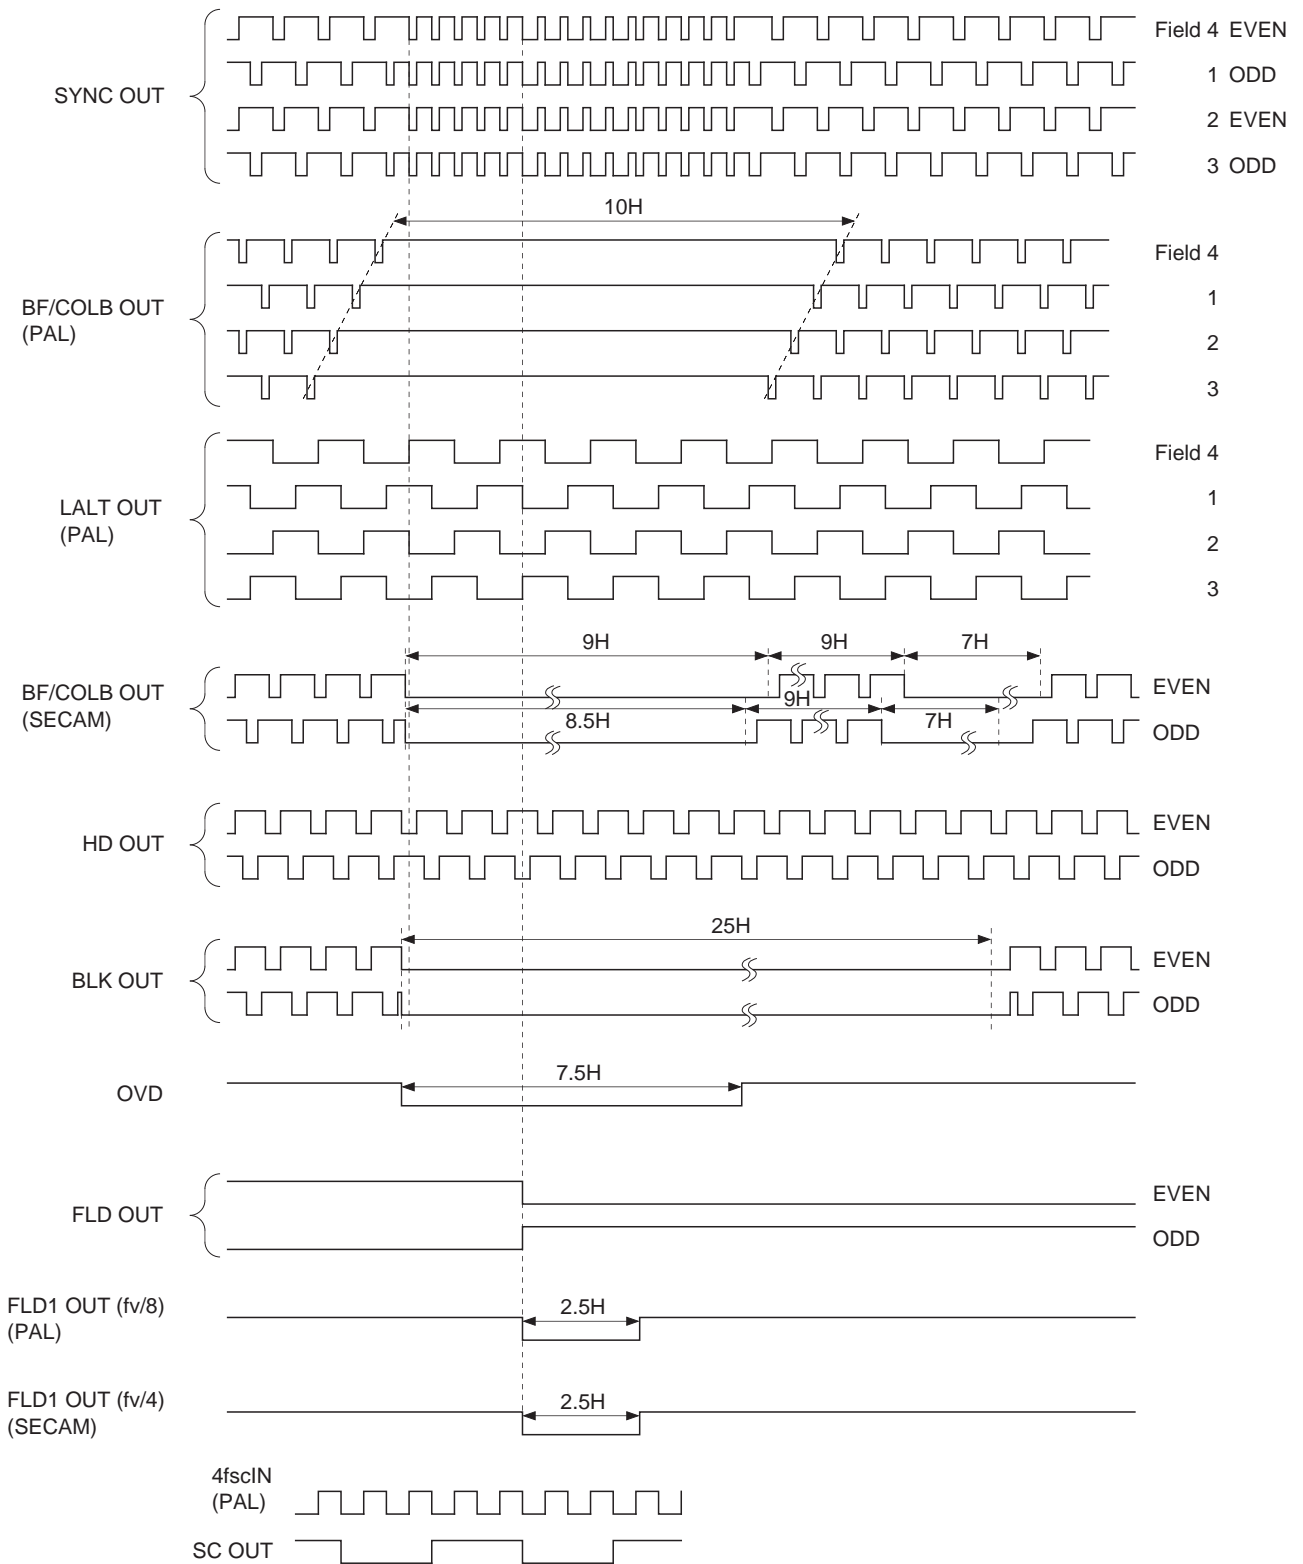 Field 4 EVEN
1 ODD
SYNC OUT
2 EVEN
3 ODD
10H
Field 4
BF/COLB OUT
(PAL)
1
2
3
Field 4
LALT OUT
(PAL)
1
2
3
9H 9H 7H
BF/COLB OUT
(SECAM)
EVEN
8.5H 9H 7H
ODD
HD OUT
EVEN
ODD
25H
BLK OUT
EVEN
ODD
7.5H
OVD
FLD OUT
EVEN
ODD
FLD1 OUT (fv/8)
(PAL)
2.5H
FLD1 OUT (fv/4)
(SECAM)
2.5H
4fscIN
(PAL)
SC OUT